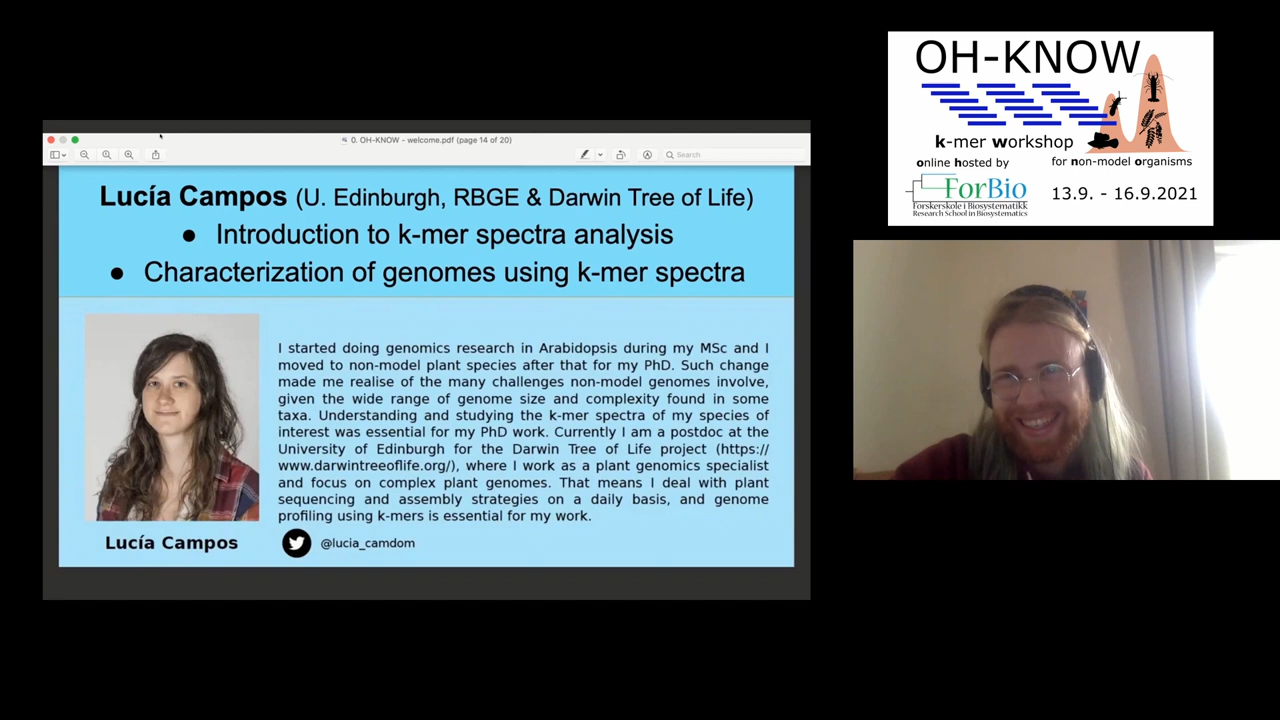 0. OH-KNOW - welcome.pdf (page 14 of 20)
Search
Lucía Campos (U. Edinburgh, RBGE & Darwin Tree of Life)
● Introduction to k-mer spectra analysis
● Characterization of genomes using k-mer spectra
I started doing genomics research in Arabidopsis during my MSc and I
moved to non-model plant species after that for my PhD. Such change
made me realise of the many challenges non-model genomes involve,
given the wide range of genome size and complexity found in some
taxa. Understanding and studying the k-mer spectra of my species of
interest was essential for my PhD work. Currently I am a postdoc at the
University of Edinburgh for the Darwin Tree of Life project (https://
www.darwintreeoflife.org/), where I work as a plant genomics specialist
and focus on complex plant genomes. That means I deal with plant
sequencing and assembly strategies on a daily basis, and genome
profiling using k-mers is essential for my work.
Lucía Campos
@lucia_camdom
OH-KNOW
k-mer workshop
online hosted by
for non-model organisms
ForBio
Forskerskole i Biosystematikk
Research School in Biosystematics
13.9. - 16.9.2021